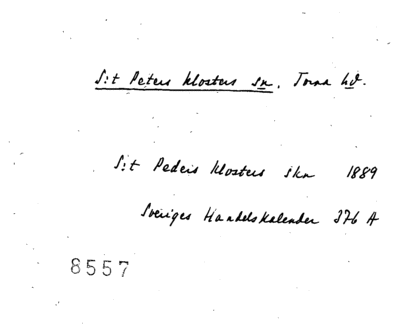 S:t Peters klosters sn, Torna hd.
S:t Peders klosters skn 1889
Sveriges Handelskalender 376 A
8557